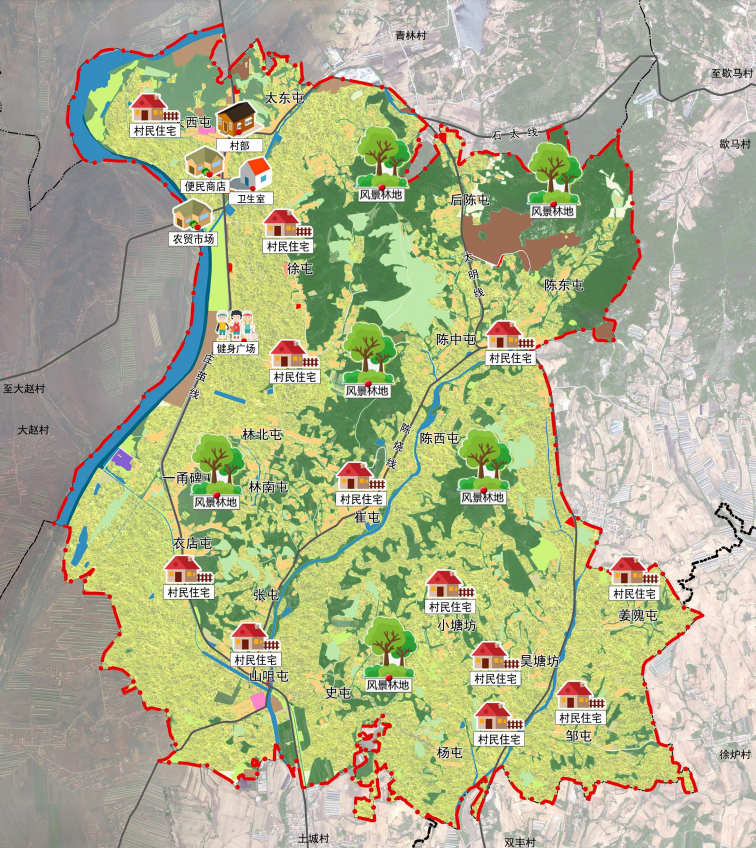 青林村
至歇马村
太东屯
西屯
村民住宅
村部
石太线
歇马村
便民商店
卫生室
风景林地
后陈屯
风景林地
农贸市场
村民住宅
徐屯
大明线
陈东屯
健身广场
陈中屯
村民住宅
村民住宅
庄茧线
风景林地
至大赵村
大赵村
林北屯
陈烧线
陈西屯
一甬碑屯
林南屯
风景林地
村民住宅
风景林地
崔屯
衣店屯
村民住宅
张屯
村民住宅
小塘坊
村民住宅
姜隗屯
村民住宅
山咀屯
史屯
风景林地
吴塘坊
村民住宅
村民住宅
村民住宅
邹屯
杨屯
徐炉村
土城村
双丰村